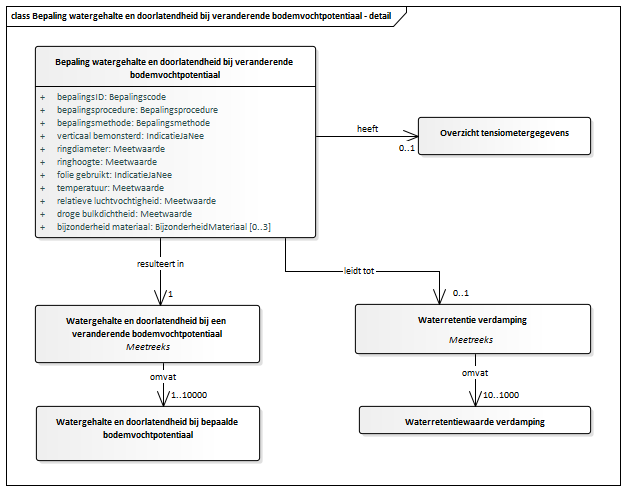 class Bepaling watergehalte en doorlatendheid bij veranderende bodemvochtpotentiaal - detail
Bepaling watergehalte en doorlatendheid bij veranderende
bodemvochtpotentiaal
+ bepalingsID: Bepalingscode
+ bepalingsprocedure: Bepalingsprocedure
+ bepalingsmethode: Bepalingsmethode
+ verticaal bemonsterd: IndicatieJaNee
+ ringdiameter: Meetwaarde
+ ringhoogte: Meetwaarde
+ folie gebruikt: IndicatieJaNee
+ temperatuur: Meetwaarde
+ relatieve luchtvochtigheid: Meetwaarde
+ droge bulkdichtheid: Meetwaarde
+ bijzonderheid materiaal: BijzonderheidMateriaal [0..3]
heeft
0..1
Overzicht tensiometergegevens
resulteert in
1
leidt tot
0..1
Watergehalte en doorlatendheid bij een
veranderende bodemvochtpotentiaal
Meetreeks
Waterretentie verdamping
Meetreeks
omvat
1..10000
omvat
10..1000
Watergehalte en doorlatendheid bij bepaalde
bodemvochtpotentiaal
Waterretentiewaarde verdamping